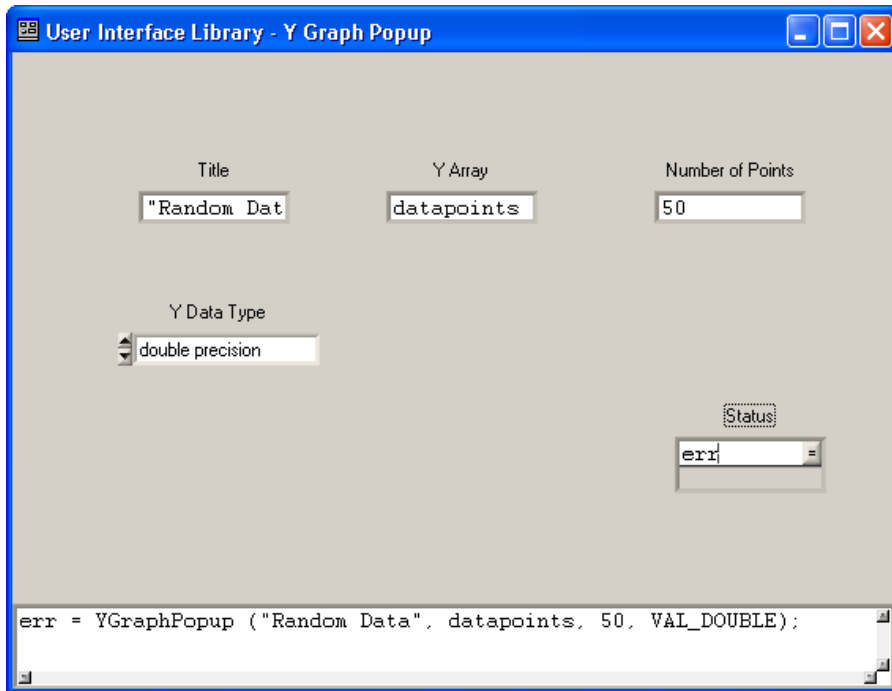 User Interface Library - Y Graph Popup
Title Y Array Number of Points
"Random Dat datapoints 50
Y Data Type
double precision
Status
err =
err = YGraphPopup ("Random Data", datapoints, 50, VAL_DOUBLE);